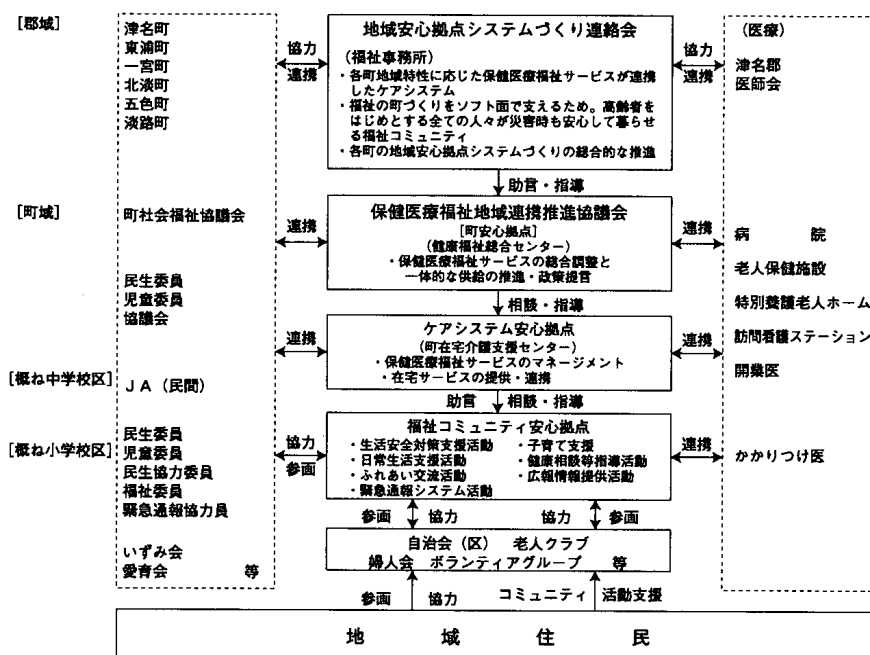 [郡域]
津名町
東浦町
一宮町
北淡町
五色町
淡路町
協力
連携
地域安心拠点システムづくり連絡会
(福祉事務所)
・各町地域特性に応じた保健医療福祉サービスが連携
したケアシステム
・福祉の町づくりをソフト面で支えるため。高齢者を
はじめとする全ての人々が災害時も安心して暮らせ
る福祉コミュニティ
・各町の地域安心拠点システムづくりの総合的な推進
協力
連携
(医療)
津名郡
医師会
助言・指導
[町域]
町社会福祉協議会
連携
保健医療福祉地域連携推進協議会
[町安心拠点]
(健康福祉総合センター)
・保健医療福祉サービスの総合調整と
一体的な供給の推進・政策提言
連携
病 院
老人保健施設
特別養護老人ホーム
訪問看護ステーション
開業医
民生委員
児童委員
協議会
相談・指導
連携
ケアシステム安心拠点
(町在宅介護支援センター)
・保健医療福祉サービスのマネージメント
・在宅サービスの提供・連携
連携
[概ね中学校区]
JA(民間)
助言 相談・指導
[概ね小学校区]
民生委員
児童委員
民生協力委員
福祉委員
緊急通報協力員
いずみ会
愛育会 等
協力
参画
福祉コミュニティ安心拠点
・生活安全対策支援活動 ・子育て支援
・日常生活支援活動 ・健康相談等指導活動
・ふれあい交流活動 ・広報情報提供活動
・緊急通報システム活動
連携
かかりつけ医
参画 協力 協力 参画
自治会(区) 老人クラブ
婦人会 ボランティアグループ 等
参画 協力 コミュニティ 活動支援
地 域 住 民